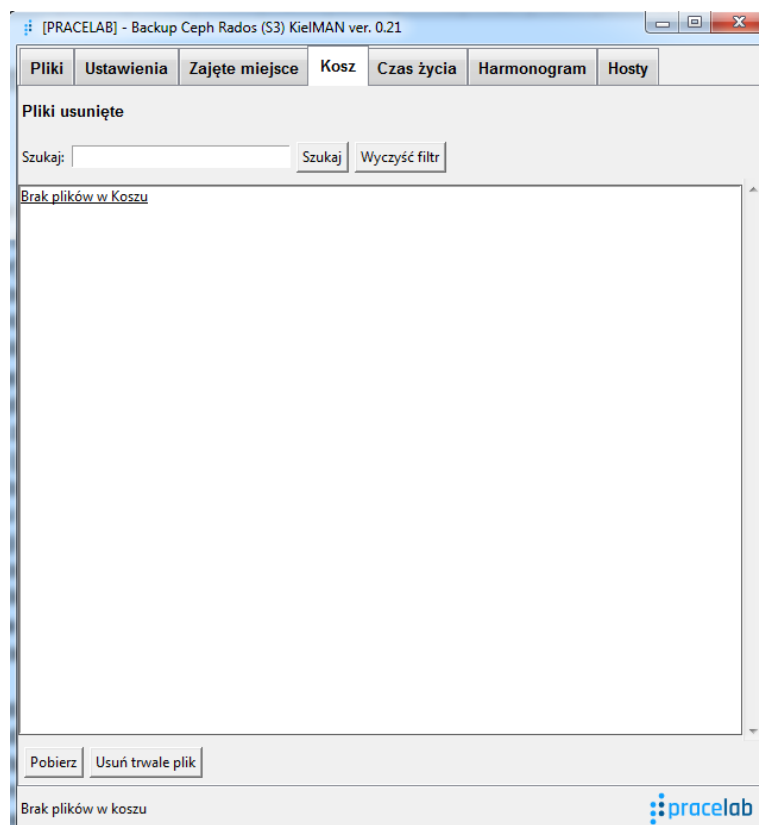 [PRACELAB] - Backup Ceph Rados (S3) KielMAN ver. 0.21
Pliki Ustawienia Zajęte miejsce Kosz Czas życia Harmonogram Hosty
Pliki usunięte
Szukaj: Szukaj Wyczyść filtr
Brak plików w Koszu
Pobierz Usuń trwale plik
Brak plików w koszu
pracelab